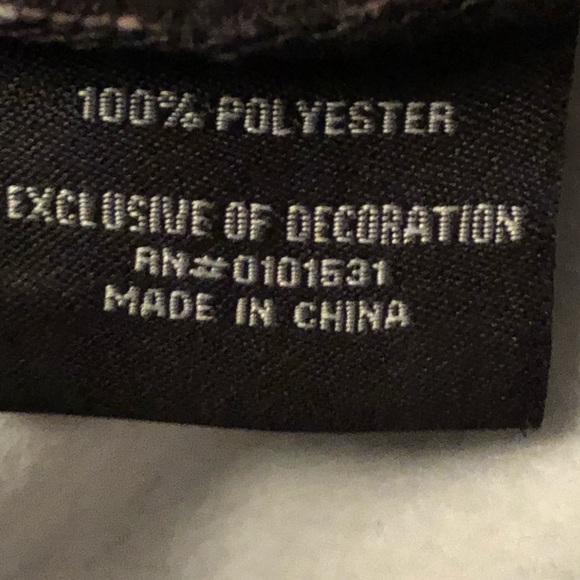 100% POLYESTER
EXCLUSIVE OF DECORATION
RN#0101531
MADE IN CHINA